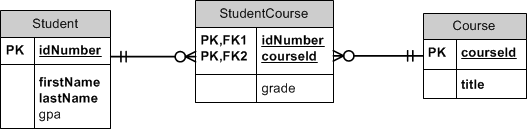 Student
PK idNumber
firstName
lastName
gpa
StudentCourse
PK,FK1 idNumber
PK,FK2 courseId
grade
Course
PK courseId
title